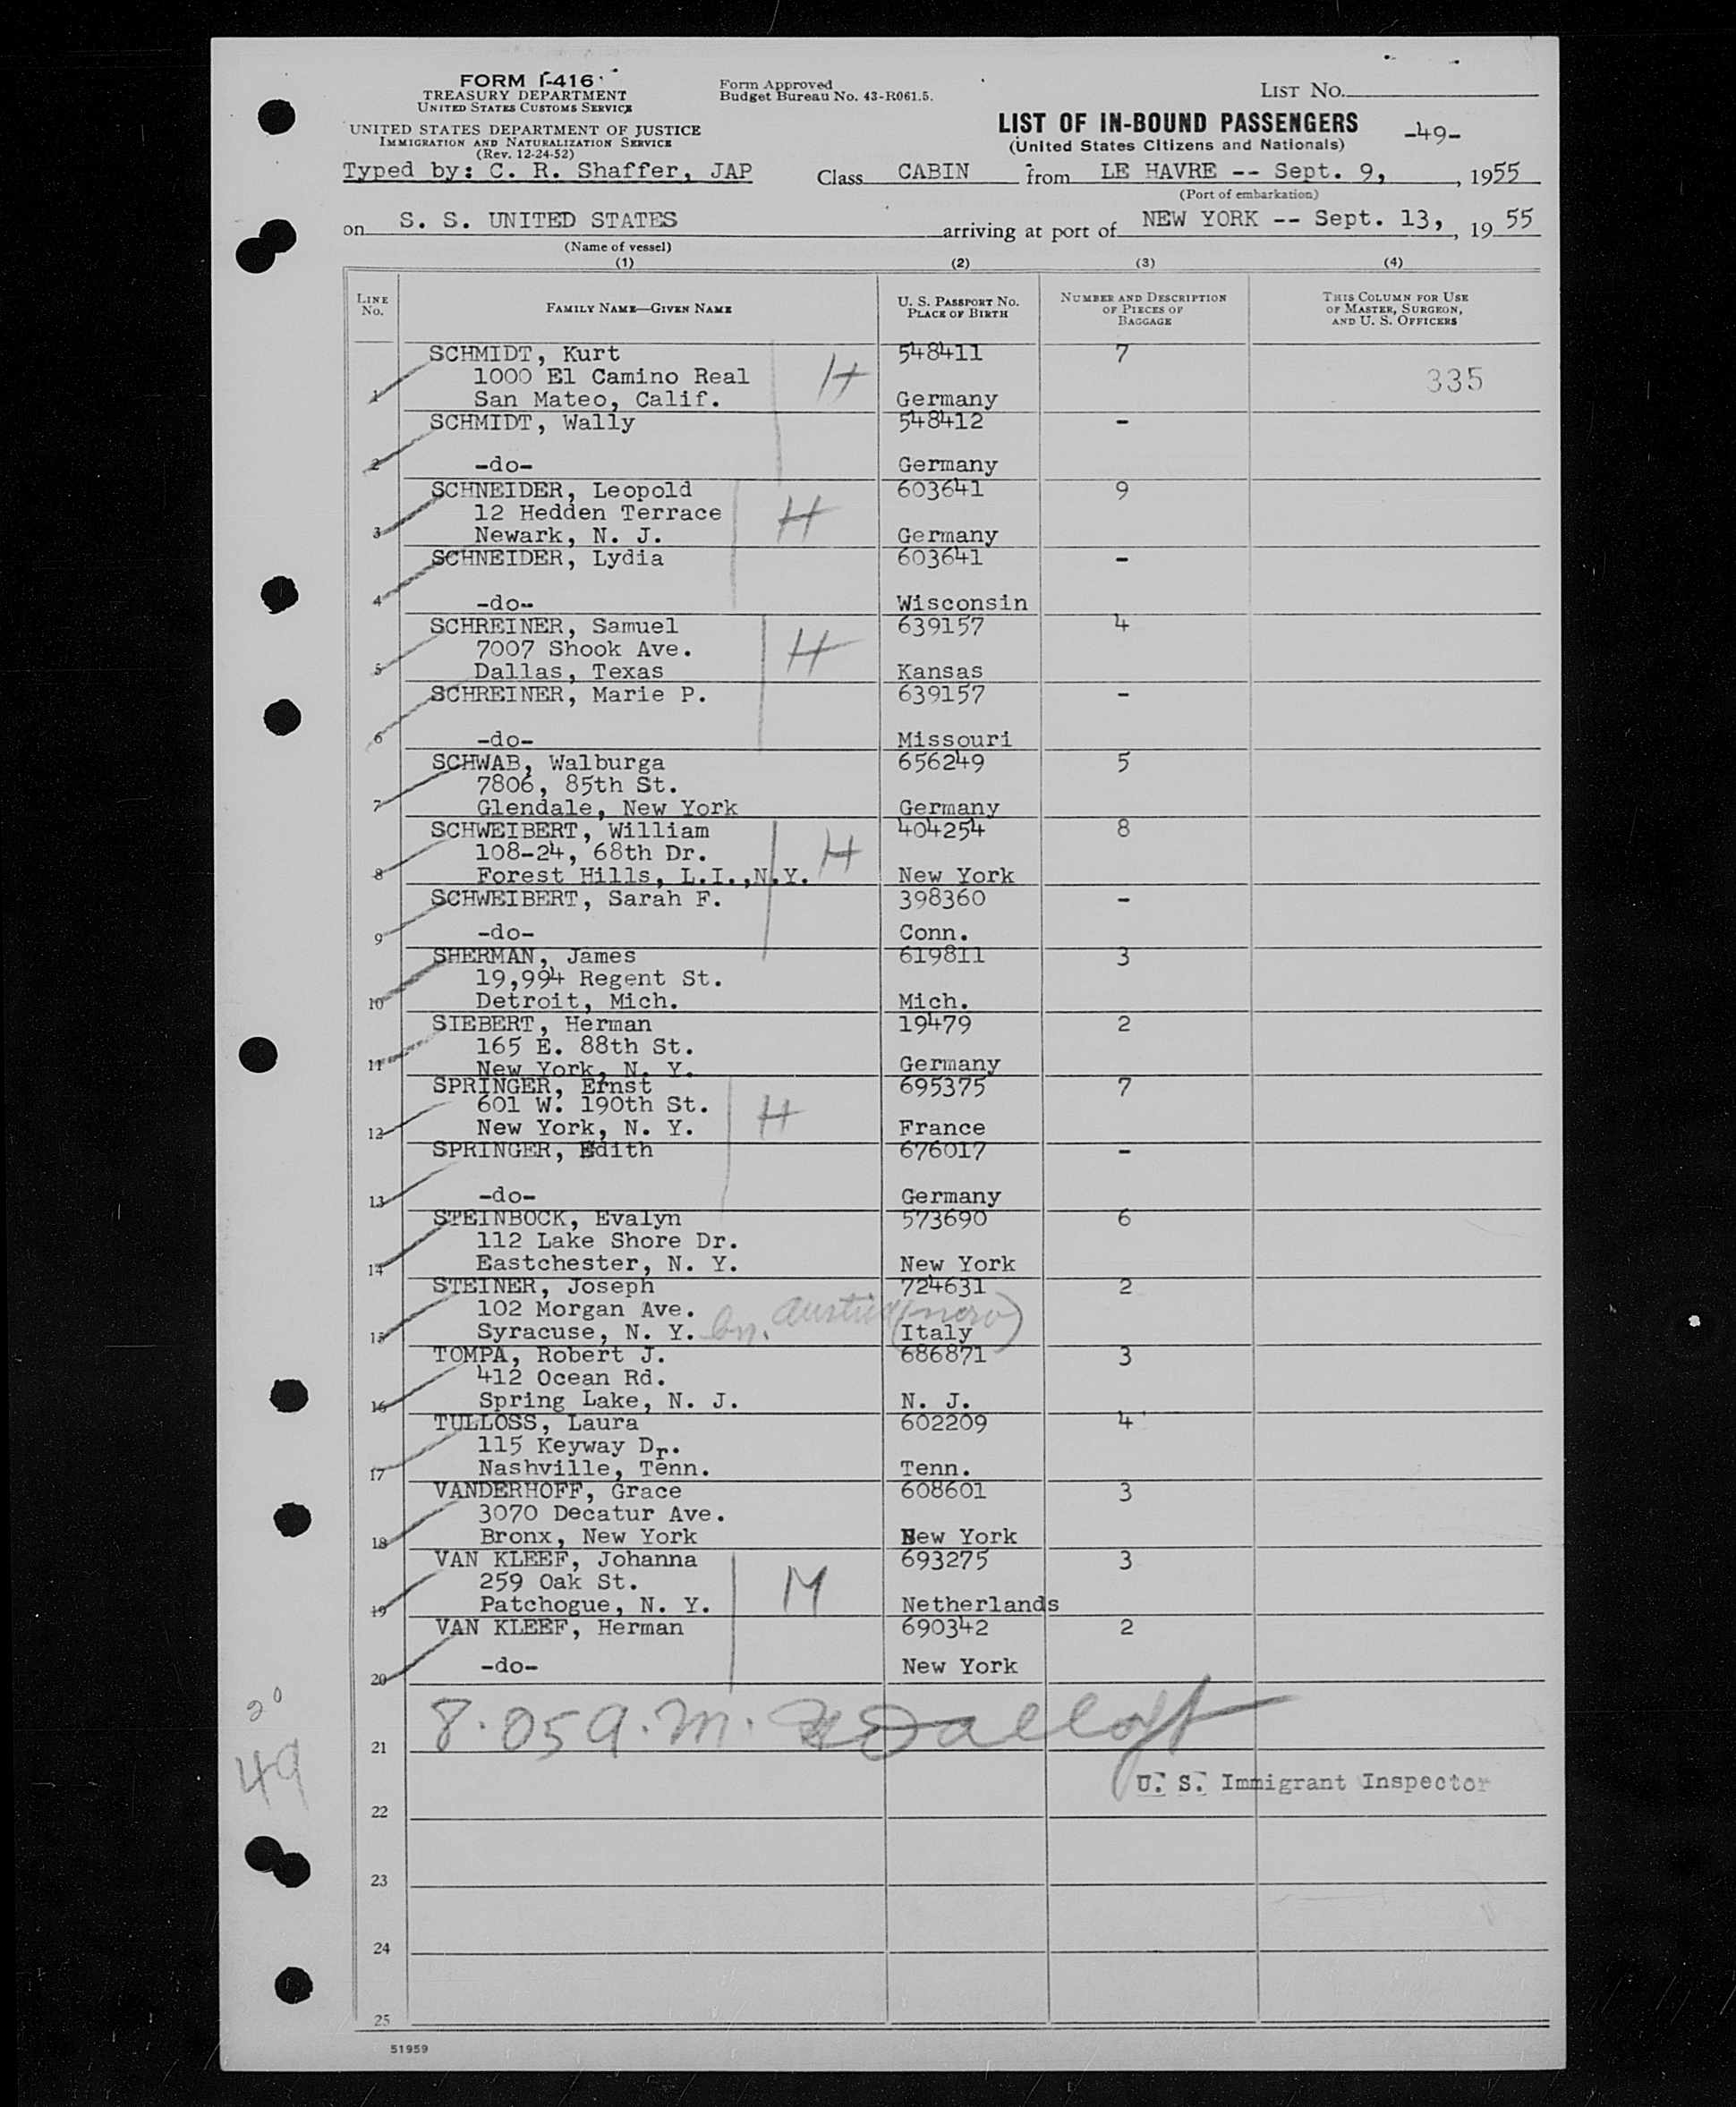 FORM I-416
TREASURY DEPARTMENT
UNITED STATES CUSTOMS SERVICE
UNITED STATES DEPARTMENT OF JUSTICE
IMMIGRATION AND NATURALIZATION SERVICE
(Rev. 12-24-52)
Form Approved
Budget Bureau No. 43-R061.5.
LIST NO.
LIST OF IN-BOUND PASSENGERS
(United States Citizens and Nationals)
-49-
Typed by: C. R. Shaffer, JAP Class CABIN from LE HAVRE -- Sept. 9, , 1955
(Port of embarkation)
on S. S. UNITED STATES arriving at port of NEW YORK -- Sept. 13, , 19 55
(Name of vessel)
(1) (2) (3) (4)
LINE NO. FAMILY NAME—GIVEN NAME U. S. PASSPORT NO. PLACE OF BIRTH NUMBER AND DESCRIPTION OF PIECES OF BAGGAGE THIS COLUMN FOR USE OF MASTER, SURGEON, AND U. S. OFFICERS
SCHMIDT, Kurt 548411 7
1000 El Camino Real H 335
1 San Mateo, Calif. Germany
SCHMIDT, Wally 548412 -
2 -do- Germany
SCHNEIDER, Leopold 603641 9
12 Hedden Terrace H
3 Newark, N. J. Germany
SCHNEIDER, Lydia 603641 -
4 -do- Wisconsin
SCHREINER, Samuel 639157 4
7007 Shook Ave. H
5 Dallas, Texas Kansas
SCHREINER, Marie P. 639157 -
6 -do- Missouri
SCHWAB, Walburga 656249 5
7806, 85th St.
7 Glendale, New York Germany
SCHWEIBERT, William 404254 8
108-24, 68th Dr. H
8 Forest Hills, L.I.,N.Y. New York
SCHWEIBERT, Sarah F. 398360 -
9 -do- Conn.
SHERMAN, James 619811 3
19,994 Regent St.
10 Detroit, Mich. Mich.
SIEBERT, Herman 19479 2
165 E. 88th St.
11 New York, N. Y. Germany
SPRINGER, Ernst 695375 7
601 W. 190th St. H
12 New York, N. Y. France
SPRINGER, Edith 676017 -
13 -do- Germany
STEINBOCK, Evalyn 573690 6
112 Lake Shore Dr.
14 Eastchester, N. Y. New York
STEINER, Joseph 724631 2
102 Morgan Ave. Austria (now)
15 Syracuse, N. Y. Italy
TOMPA, Robert J. 686871 3
412 Ocean Rd.
16 Spring Lake, N. J. N. J.
TULLOSS, Laura 602209 4
115 Keyway Dr.
17 Nashville, Tenn. Tenn.
VANDERHOFF, Grace 608601 3
3070 Decatur Ave.
18 Bronx, New York New York
VAN KLEEF, Johanna 693275 3
259 Oak St. M
19 Patchogue, N. Y. Netherlands
VAN KLEEF, Herman 690342 2
20 -do- New York
20
8.05 a.m.
21
49
U. S. Immigrant Inspector
22
23
24
25
51959